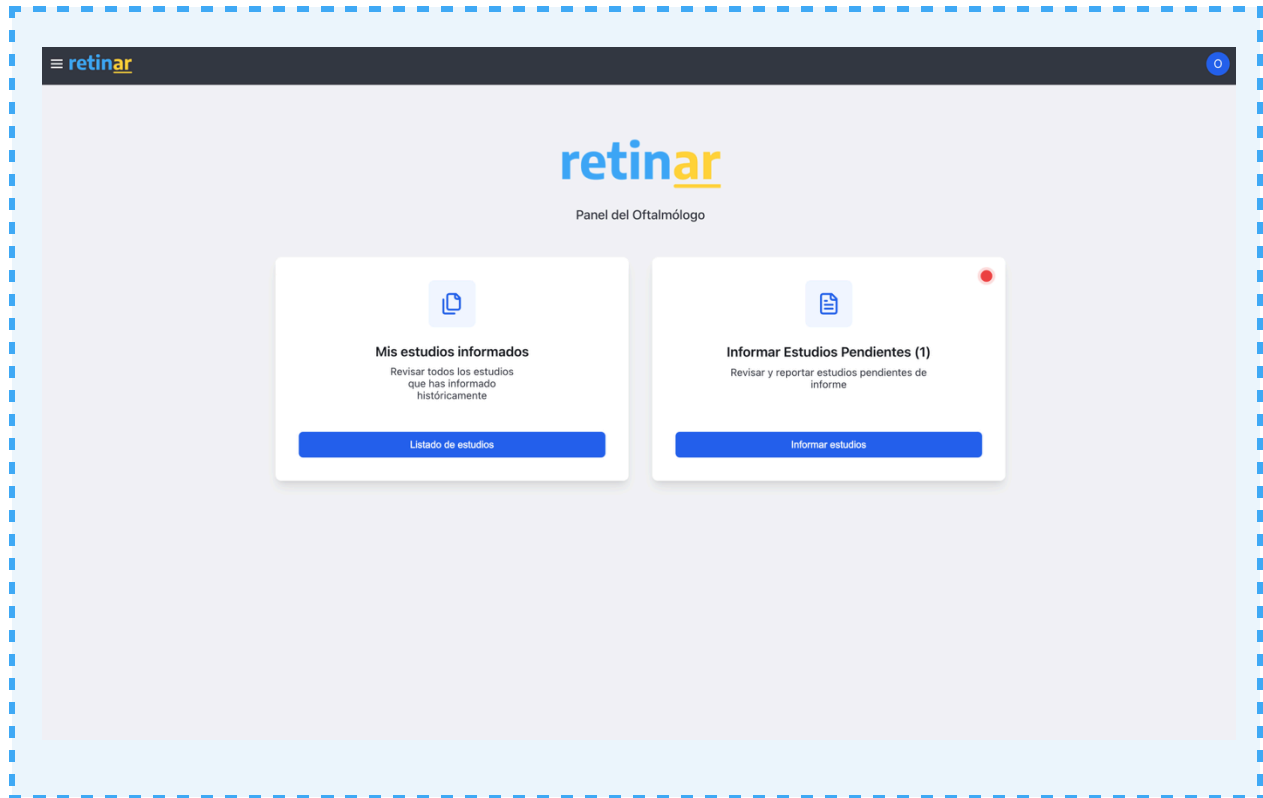 retinar
O
retinar
Panel del Oftalmólogo
Mis estudios informados
Revisar todos los estudios
que has informado
históricamente
Listado de estudios
Informar Estudios Pendientes (1)
Revisar y reportar estudios pendientes de
informe
Informar estudios